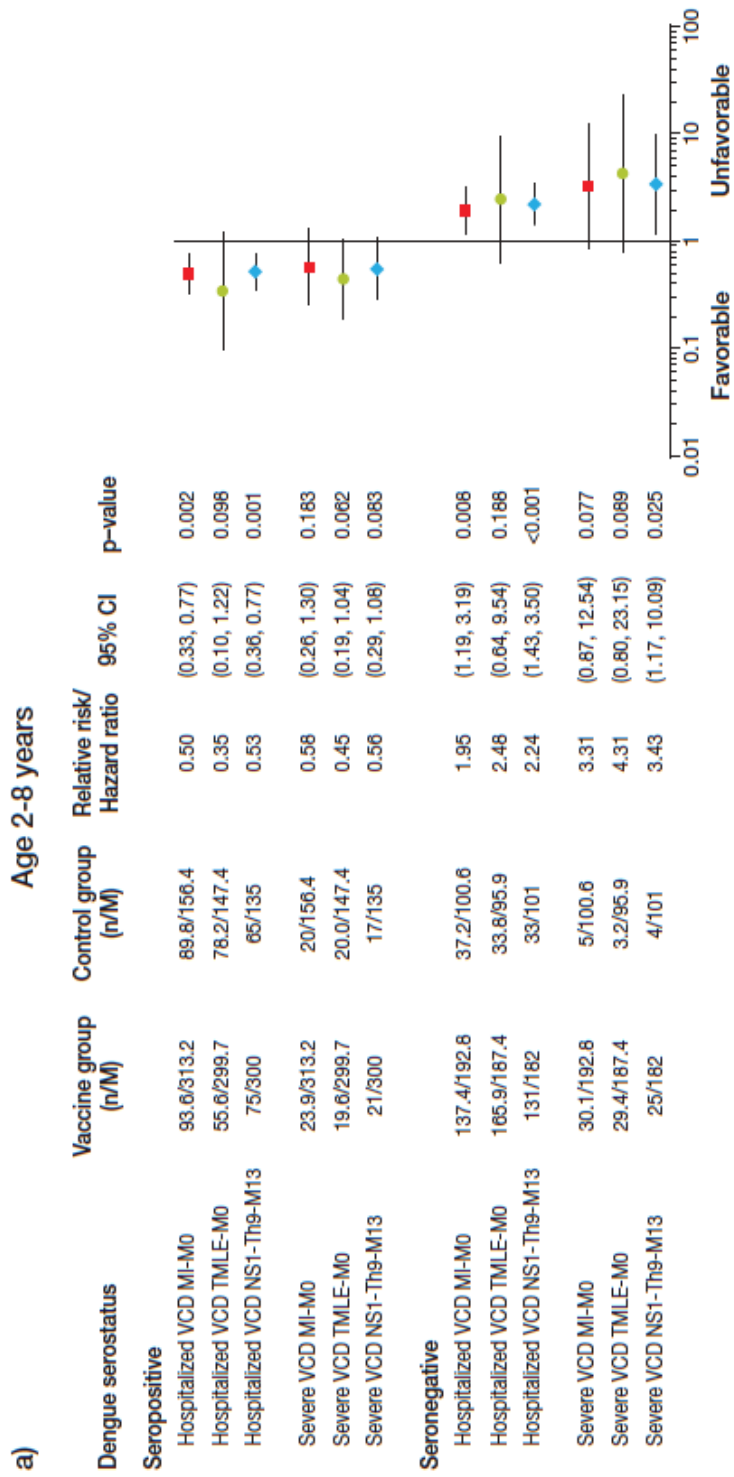 a)
Age 2-8 years
Dengue serostatus Vaccine group (n/M) Control group (n/M) Relative risk/ Hazard ratio 95% CI p-value
Seropositive
Hospitalized VCD MI-M0 93.6/313.2 89.8/156.4 0.50 (0.33, 0.77) 0.002
Hospitalized VCD TMLE-M0 55.6/299.7 78.2/147.4 0.35 (0.10, 1.22) 0.098
Hospitalized VCD NS1-Th9-M13 75/300 65/135 0.53 (0.36, 0.77) 0.001
Severe VCD MI-M0 23.9/313.2 20/156.4 0.58 (0.26, 1.30) 0.183
Severe VCD TMLE-M0 19.6/299.7 20.0/147.4 0.45 (0.19, 1.04) 0.062
Severe VCD NS1-Th9-M13 21/300 17/135 0.56 (0.29, 1.08) 0.083
Seronegative
Hospitalized VCD MI-M0 137.4/192.8 37.2/100.6 1.95 (1.19, 3.19) 0.008
Hospitalized VCD TMLE-M0 165.9/187.4 33.8/95.9 2.48 (0.64, 9.54) 0.188
Hospitalized VCD NS1-Th9-M13 131/182 33/101 2.24 (1.43, 3.50) <0.001
Severe VCD MI-M0 30.1/192.8 5/100.6 3.31 (0.87, 12.54) 0.077
Severe VCD TMLE-M0 29.4/187.4 3.2/95.9 4.31 (0.80, 23.15) 0.089
Severe VCD NS1-Th9-M13 25/182 4/101 3.43 (1.17, 10.09) 0.025
0.01 0.1 1 10 100
Favorable Unfavorable